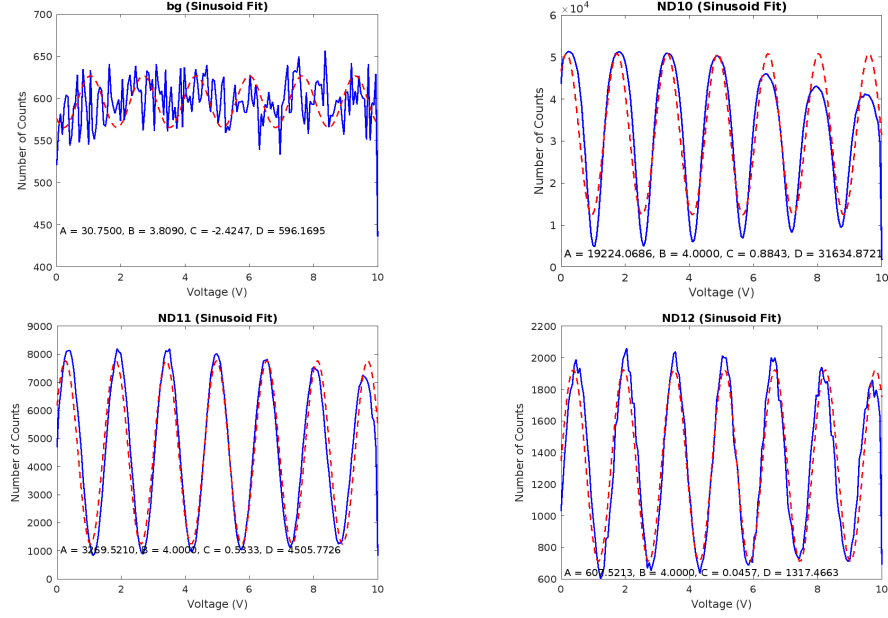 bg (Sinusoid Fit)
700
650
600
550
500
450
400
Number of Counts
A = 30.7500, B = 3.8090, C = -2.4247, D = 596.1695
0 2 4 6 8 10
Voltage (V)
ND10 (Sinusoid Fit)
×10⁴
6
5
4
3
2
1
0
Number of Counts
A = 19224.0686, B = 4.0000, C = 0.8843, D = 31634.8721
0 2 4 6 8 10
Voltage (V)
ND11 (Sinusoid Fit)
9000
8000
7000
6000
5000
4000
3000
2000
1000
0
Number of Counts
A = 3269.5210, B = 4.0000, C = 0.5333, D = 4505.7726
0 2 4 6 8 10
Voltage (V)
ND12 (Sinusoid Fit)
2200
2000
1800
1600
1400
1200
1000
800
600
Number of Counts
A = 607.5213, B = 4.0000, C = 0.0457, D = 1317.4663
0 2 4 6 8 10
Voltage (V)